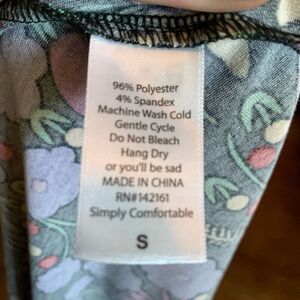 96% Polyester
4% Spandex
Machine Wash Cold
Gentle Cycle
Do Not Bleach
Hang Dry
or you'll be sad
MADE IN CHINA
RN#142161
Simply Comfortable
S